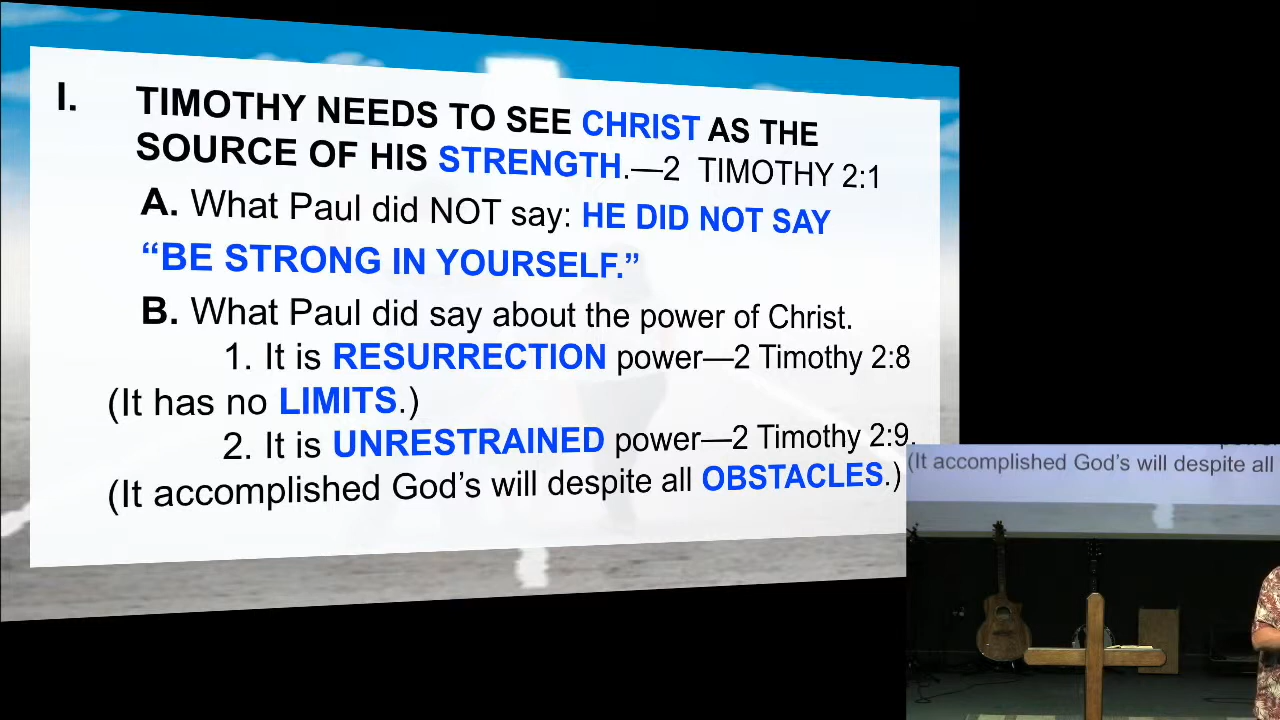 I. TIMOTHY NEEDS TO SEE CHRIST AS THE
SOURCE OF HIS STRENGTH.—2 TIMOTHY 2:1
A. What Paul did NOT say: HE DID NOT SAY
“BE STRONG IN YOURSELF.”
B. What Paul did say about the power of Christ.
1. It is RESURRECTION power—2 Timothy 2:8
(It has no LIMITS.)
2. It is UNRESTRAINED power—2 Timothy 2:9.
(It accomplished God’s will despite all OBSTACLES.)
(It accomplished God’s will despite all